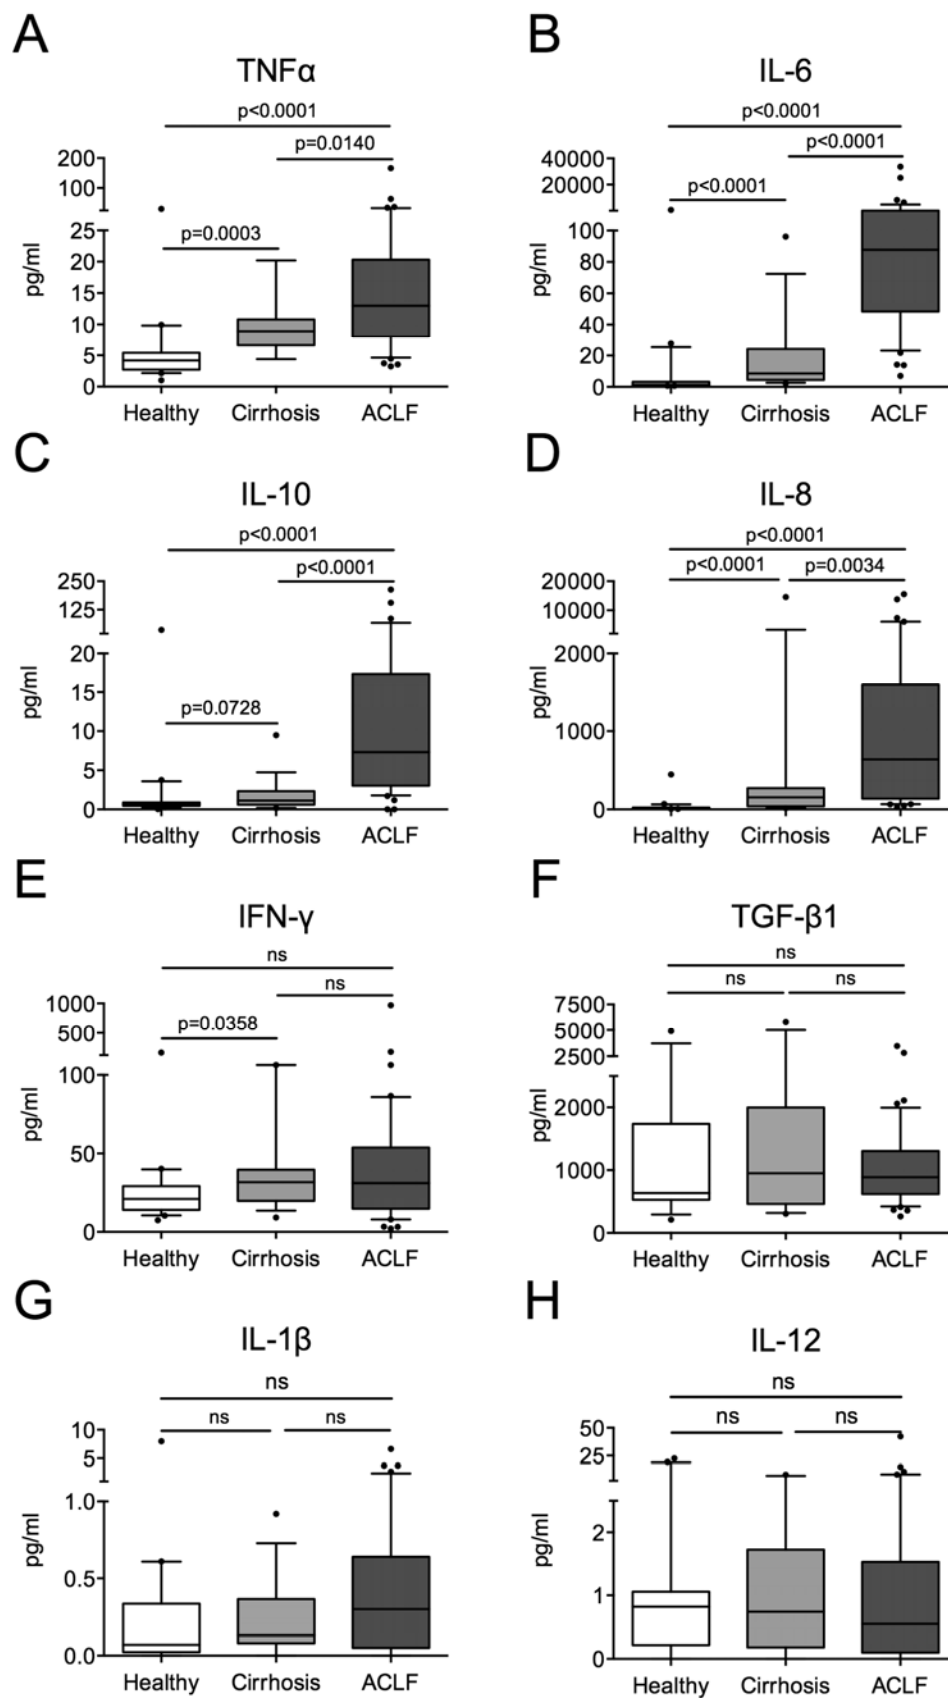 A
TNFα
p<0.0001
p=0.0140
p=0.0003
200
100
25
20
15
10
5
0
pg/ml
Healthy Cirrhosis ACLF
B
IL-6
p<0.0001
p<0.0001
p<0.0001
40000
20000
100
80
60
40
20
0
pg/ml
Healthy Cirrhosis ACLF
C
IL-10
p<0.0001
p<0.0001
p=0.0728
250
125
20
15
10
5
0
pg/ml
Healthy Cirrhosis ACLF
D
IL-8
p<0.0001
p<0.0001 p=0.0034
20000
10000
2000
1000
0
pg/ml
Healthy Cirrhosis ACLF
E
IFN-γ
ns
ns
p=0.0358
1000
500
100
50
0
pg/ml
Healthy Cirrhosis ACLF
F
TGF-β1
ns
ns ns
7500
5000
2500
2000
1000
0
pg/ml
Healthy Cirrhosis ACLF
G
IL-1β
ns
ns ns
10
5
1.0
0.5
0.0
pg/ml
Healthy Cirrhosis ACLF
H
IL-12
ns
ns ns
50
25
2
1
0
pg/ml
Healthy Cirrhosis ACLF